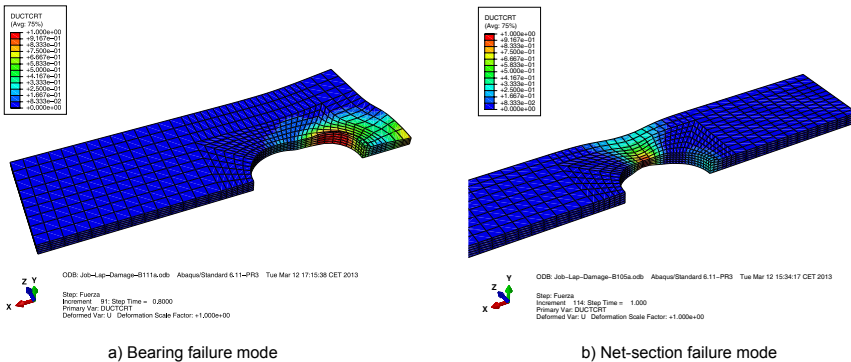 DUCTCRT
(Avg: 75%)
+1.000e+00
+9.167e−01
+8.333e−01
+7.500e−01
+6.667e−01
+5.833e−01
+5.000e−01
+4.167e−01
+3.333e−01
+2.500e−01
+1.667e−01
+8.333e−02
+0.000e+00
DUCTCRT
(Avg: 75%)
+1.000e+00
+9.167e−01
+8.333e−01
+7.500e−01
+6.667e−01
+5.833e−01
+5.000e−01
+4.167e−01
+3.333e−01
+2.500e−01
+1.667e−01
+8.333e−02
+0.000e+00
Z Y
X
ODB: Job−Lap−Damage−B111a.odb Abaqus/Standard 6.11−PR3 Tue Mar 12 17:15:38 CET 2013
Step: Fuerza
Increment 91: Step Time = 0.8000
Primary Var: DUCTCRT
Deformed Var: U Deformation Scale Factor: +1.000e+00
Z Y
X
ODB: Job−Lap−Damage−B105a.odb Abaqus/Standard 6.11−PR3 Tue Mar 12 15:34:17 CET 2013
Step: Fuerza
Increment 114: Step Time = 1.000
Primary Var: DUCTCRT
Deformed Var: U Deformation Scale Factor: +1.000e+00
a) Bearing failure mode
b) Net-section failure mode